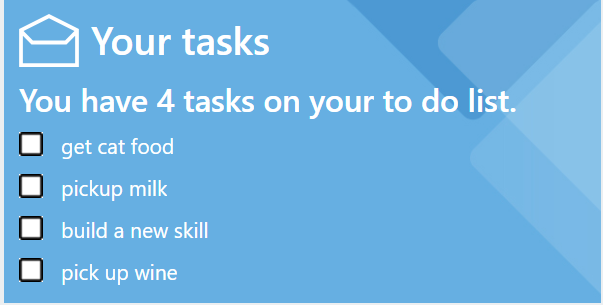 Your tasks
You have 4 tasks on your to do list.
get cat food
pickup milk
build a new skill
pick up wine